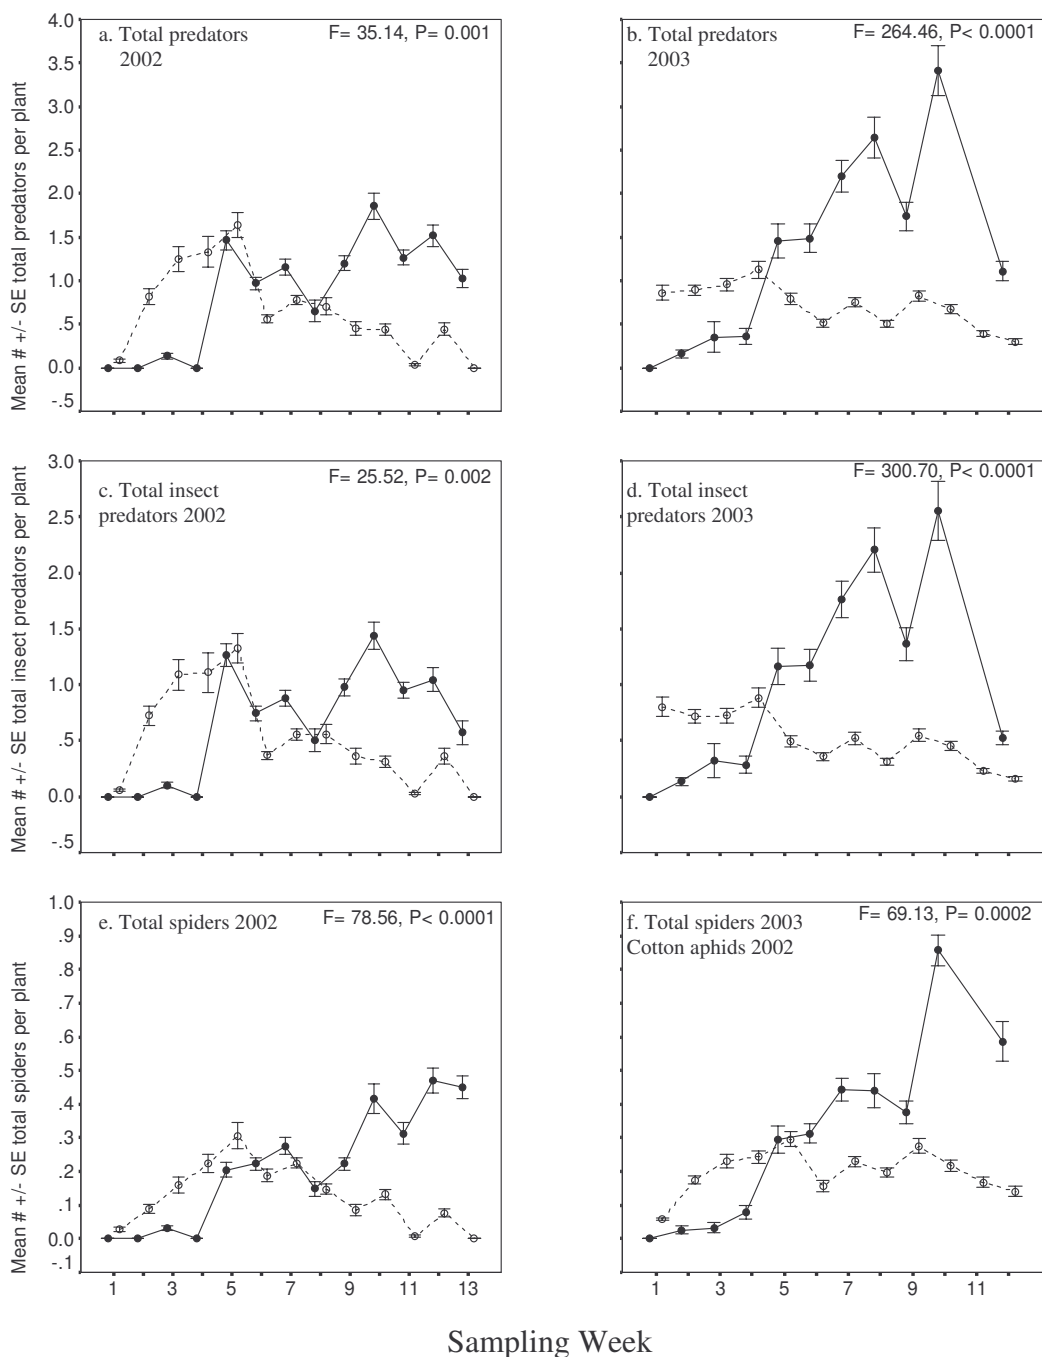 4.0
3.5
3.0
2.5
2.0
1.5
1.0
.5
0.0
-.5
Mean # +/- SE total predators per plant
a. Total predators
2002
F= 35.14, P= 0.001
b. Total predators
2003
F= 264.46, P< 0.0001
3.0
2.5
2.0
1.5
1.0
.5
0.0
-.5
Mean # +/- SE total insect predators per plant
c. Total insect
predators 2002
F= 25.52, P= 0.002
d. Total insect
predators 2003
F= 300.70, P< 0.0001
1.0
.9
.8
.7
.6
.5
.4
.3
.2
.1
0.0
-.1
Mean # +/- SE total spiders per plant
e. Total spiders 2002
F= 78.56, P< 0.0001
f. Total spiders 2003
Cotton aphids 2002
F= 69.13, P= 0.0002
1 3 5 7 9 11 13
1 3 5 7 9 11
Sampling Week